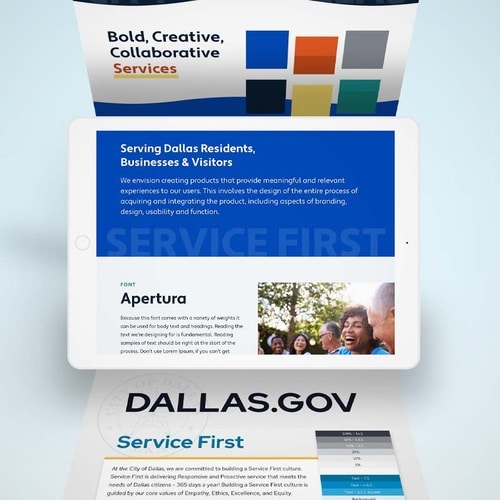 Bold, Creative,
Collaborative
Services
Serving Dallas Residents,
Businesses & Visitors
We envision creating products that provide meaningful and relevant
experiences to our users. This involves the design of the entire process of
acquiring and integrating the product, including aspects of branding,
design, usability and function.
SERVICE FIRST
FONT
Apertura
Because this font comes with a variety of weights it
can be used for body text and headings. Reading the
text we're designing for is fundamental. Reading
samples of text should be right at the start of the
process. Don't use Lorem Ipsum, if you can't get
CITY OF DAL
DALLAS.GOV
Service First
At the City of Dallas, we are committed to building a Service First culture.
Service First is delivering Responsive and Proactive service that meets the
needs of Dallas citizens - 365 days a year! Building a Service First culture is
guided by our core values of Empathy, Ethics, Excellence, and Equity.
Background